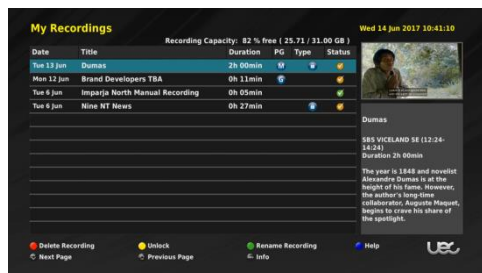 My Recordings
Wed 14 Jun 2017 10:41:10
Recording Capacity: 82 % free ( 25.71 / 31.00 GB )
Date Title Duration PG Type Status
Tue 13 Jun Dumas 2h 00min M
Mon 12 Jun Brand Developers TBA 0h 11min G
Tue 6 Jun Imparja North Manual Recording 0h 05min
Tue 6 Jun Nine NT News 0h 27min
Dumas
SBS VICELAND SE (12:24-
14:24)
Duration 2h 00min
The year is 1848 and novelist
Alexandre Dumas is at the
height of his fame. However,
the author's long-time
collaborator, Auguste Maquet,
begins to crave his share of
the spotlight.
Delete Recording Unlock Rename Recording Help
Next Page Previous Page Info
UEC